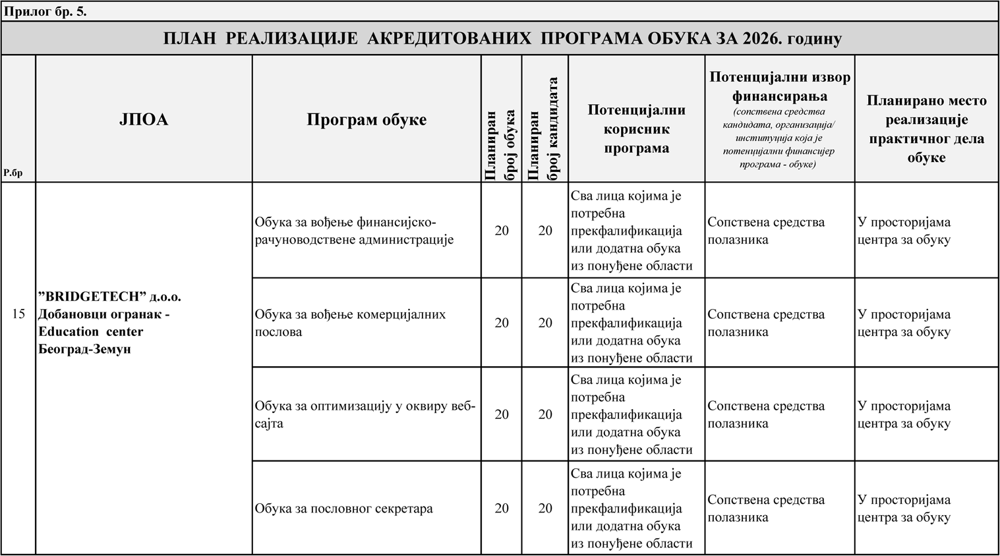 Прилог бр. 5.
ПЛАН РЕАЛИЗАЦИЈЕ АКРЕДИТОВАНИХ ПРОГРАМА ОБУКА ЗА 2026. годину
Р.бр
ЈПОА
Програм обуке
Планиран
број обука
Планиран
број кандидата
Потенцијални
корисник
програма
Потенцијални извор
финансирања
(сопствена средства
кандидата, организација/
институција која је
потенцијални финансијер
програма - обуке)
Планирано место
реализације
практичног дела
обуке
15
”BRIDGETECH” д.о.о.
Добановци огранак -
Education center
Београд-Земун
Обука за вођење финансијско-
рачуноводствене администрације
20
20
Сва лица којима је
потребна
прекфалификација
или додатна обука
из понуђене области
Сопствена средства
полазника
У просторијама
центра за обуку
Обука за вођење комерцијалних
послова
20
20
Сва лица којима је
потребна
прекфалификација
или додатна обука
из понуђене области
Сопствена средства
полазника
У просторијама
центра за обуку
Обука за оптимизацију у оквиру веб-
сајта
20
20
Сва лица којима је
потребна
прекфалификација
или додатна обука
из понуђене области
Сопствена средства
полазника
У просторијама
центра за обуку
Обука за пословног секретара
20
20
Сва лица којима је
потребна
прекфалификација
или додатна обука
из понуђене области
Сопствена средства
полазника
У просторијама
центра за обуку